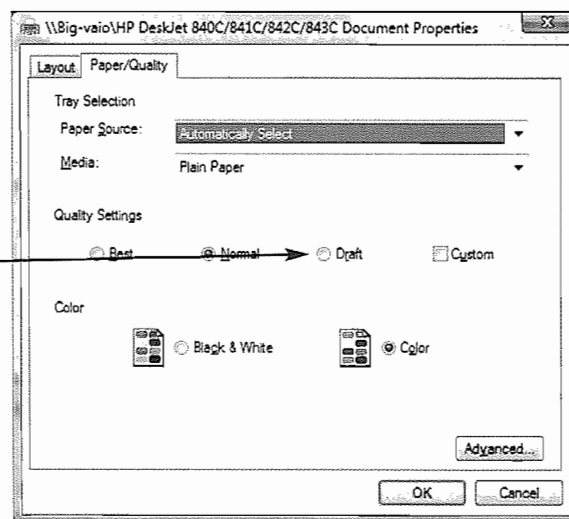 \\Big-vaio\HP DeskJet 840C/841C/842C/843C Document Properties
Layout Paper/Quality
Tray Selection
Paper Source: Automatically Select
Media: Plain Paper
Quality Settings
Best Normal Draft Custom
Color
Black & White Color
Advanced...
OK Cancel